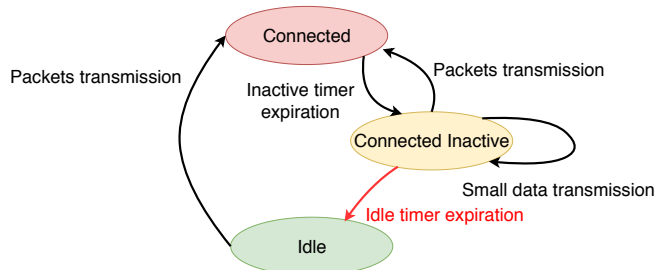 Connected
Packets transmission
Packets transmission
Inactive timer
expiration
Connected Inactive
Small data transmission
Idle timer expiration
Idle